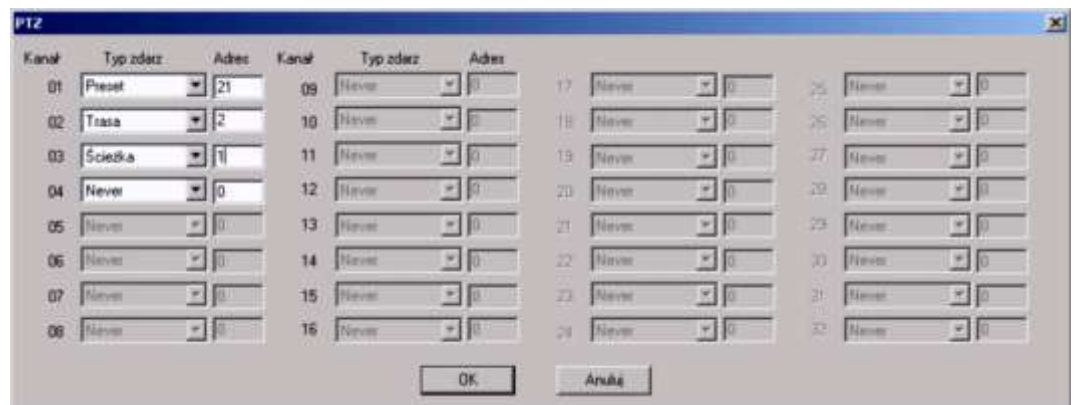 PTZ
Kanał Typ zdarz Adres Kanał Typ zdarz Adres
01 Preset 21 09 Never 0 17 Never 0 25 Never 0
02 Trasa 2 10 Never 0 18 Never 0 26 Never 0
03 Ścieżka 1 11 Never 0 19 Never 0 27 Never 0
04 Never 0 12 Never 0 20 Never 0 28 Never 0
05 Never 0 13 Never 0 21 Never 0 29 Never 0
06 Never 0 14 Never 0 22 Never 0 30 Never 0
07 Never 0 15 Never 0 23 Never 0 31 Never 0
08 Never 0 16 Never 0 24 Never 0 32 Never 0
OK Anuluj